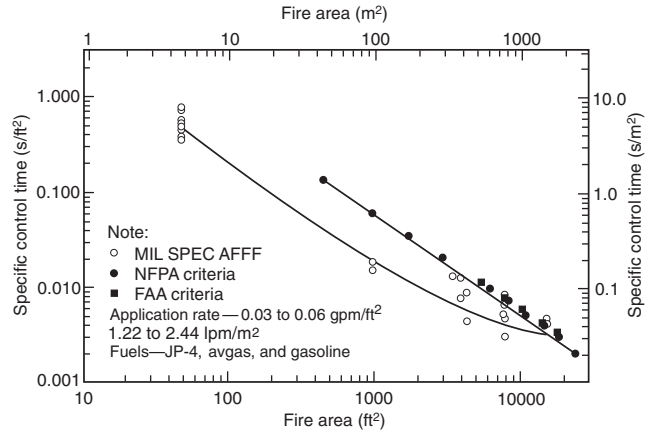 Fire area (m²)
1 10 100 1000
Specific control time (s/ft²)
1.000
0.100
0.010
0.001
10.0
1.0
0.1
Specific control time (s/m²)
Note:
○ MIL SPEC AFFF
● NFPA criteria
■ FAA criteria
Application rate—0.03 to 0.06 gpm/ft²
1.22 to 2.44 lpm/m²
Fuels—JP-4, avgas, and gasoline
10 100 1000 10000
Fire area (ft²)